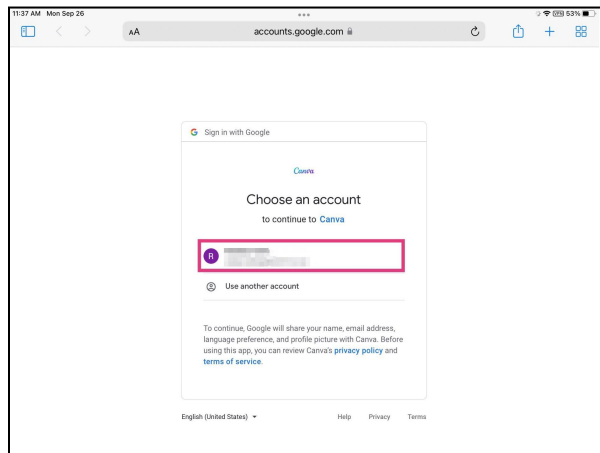 11:37 AM Mon Sep 26
VPN 53%
AA
accounts.google.com
G Sign in with Google
Canva
Choose an account
to continue to Canva
R
Use another account
To continue, Google will share your name, email address,
language preference, and profile picture with Canva. Before
using this app, you can review Canva's privacy policy and
terms of service.
English (United States)
Help Privacy Terms